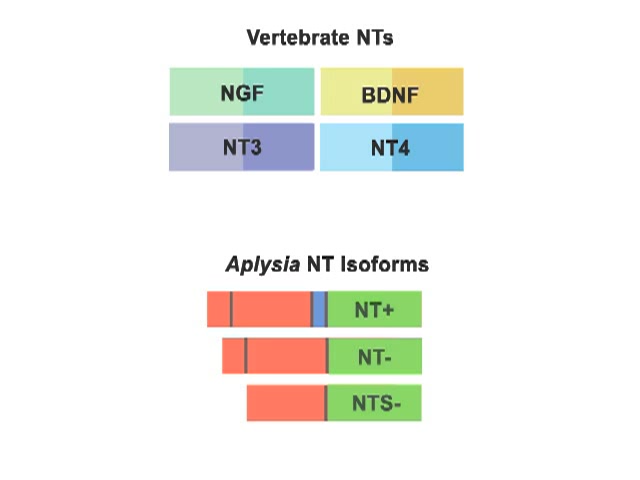 Vertebrate NTs
NGF BDNF
NT3 NT4
Aplysia NT Isoforms
NT+
NT-
NTS-